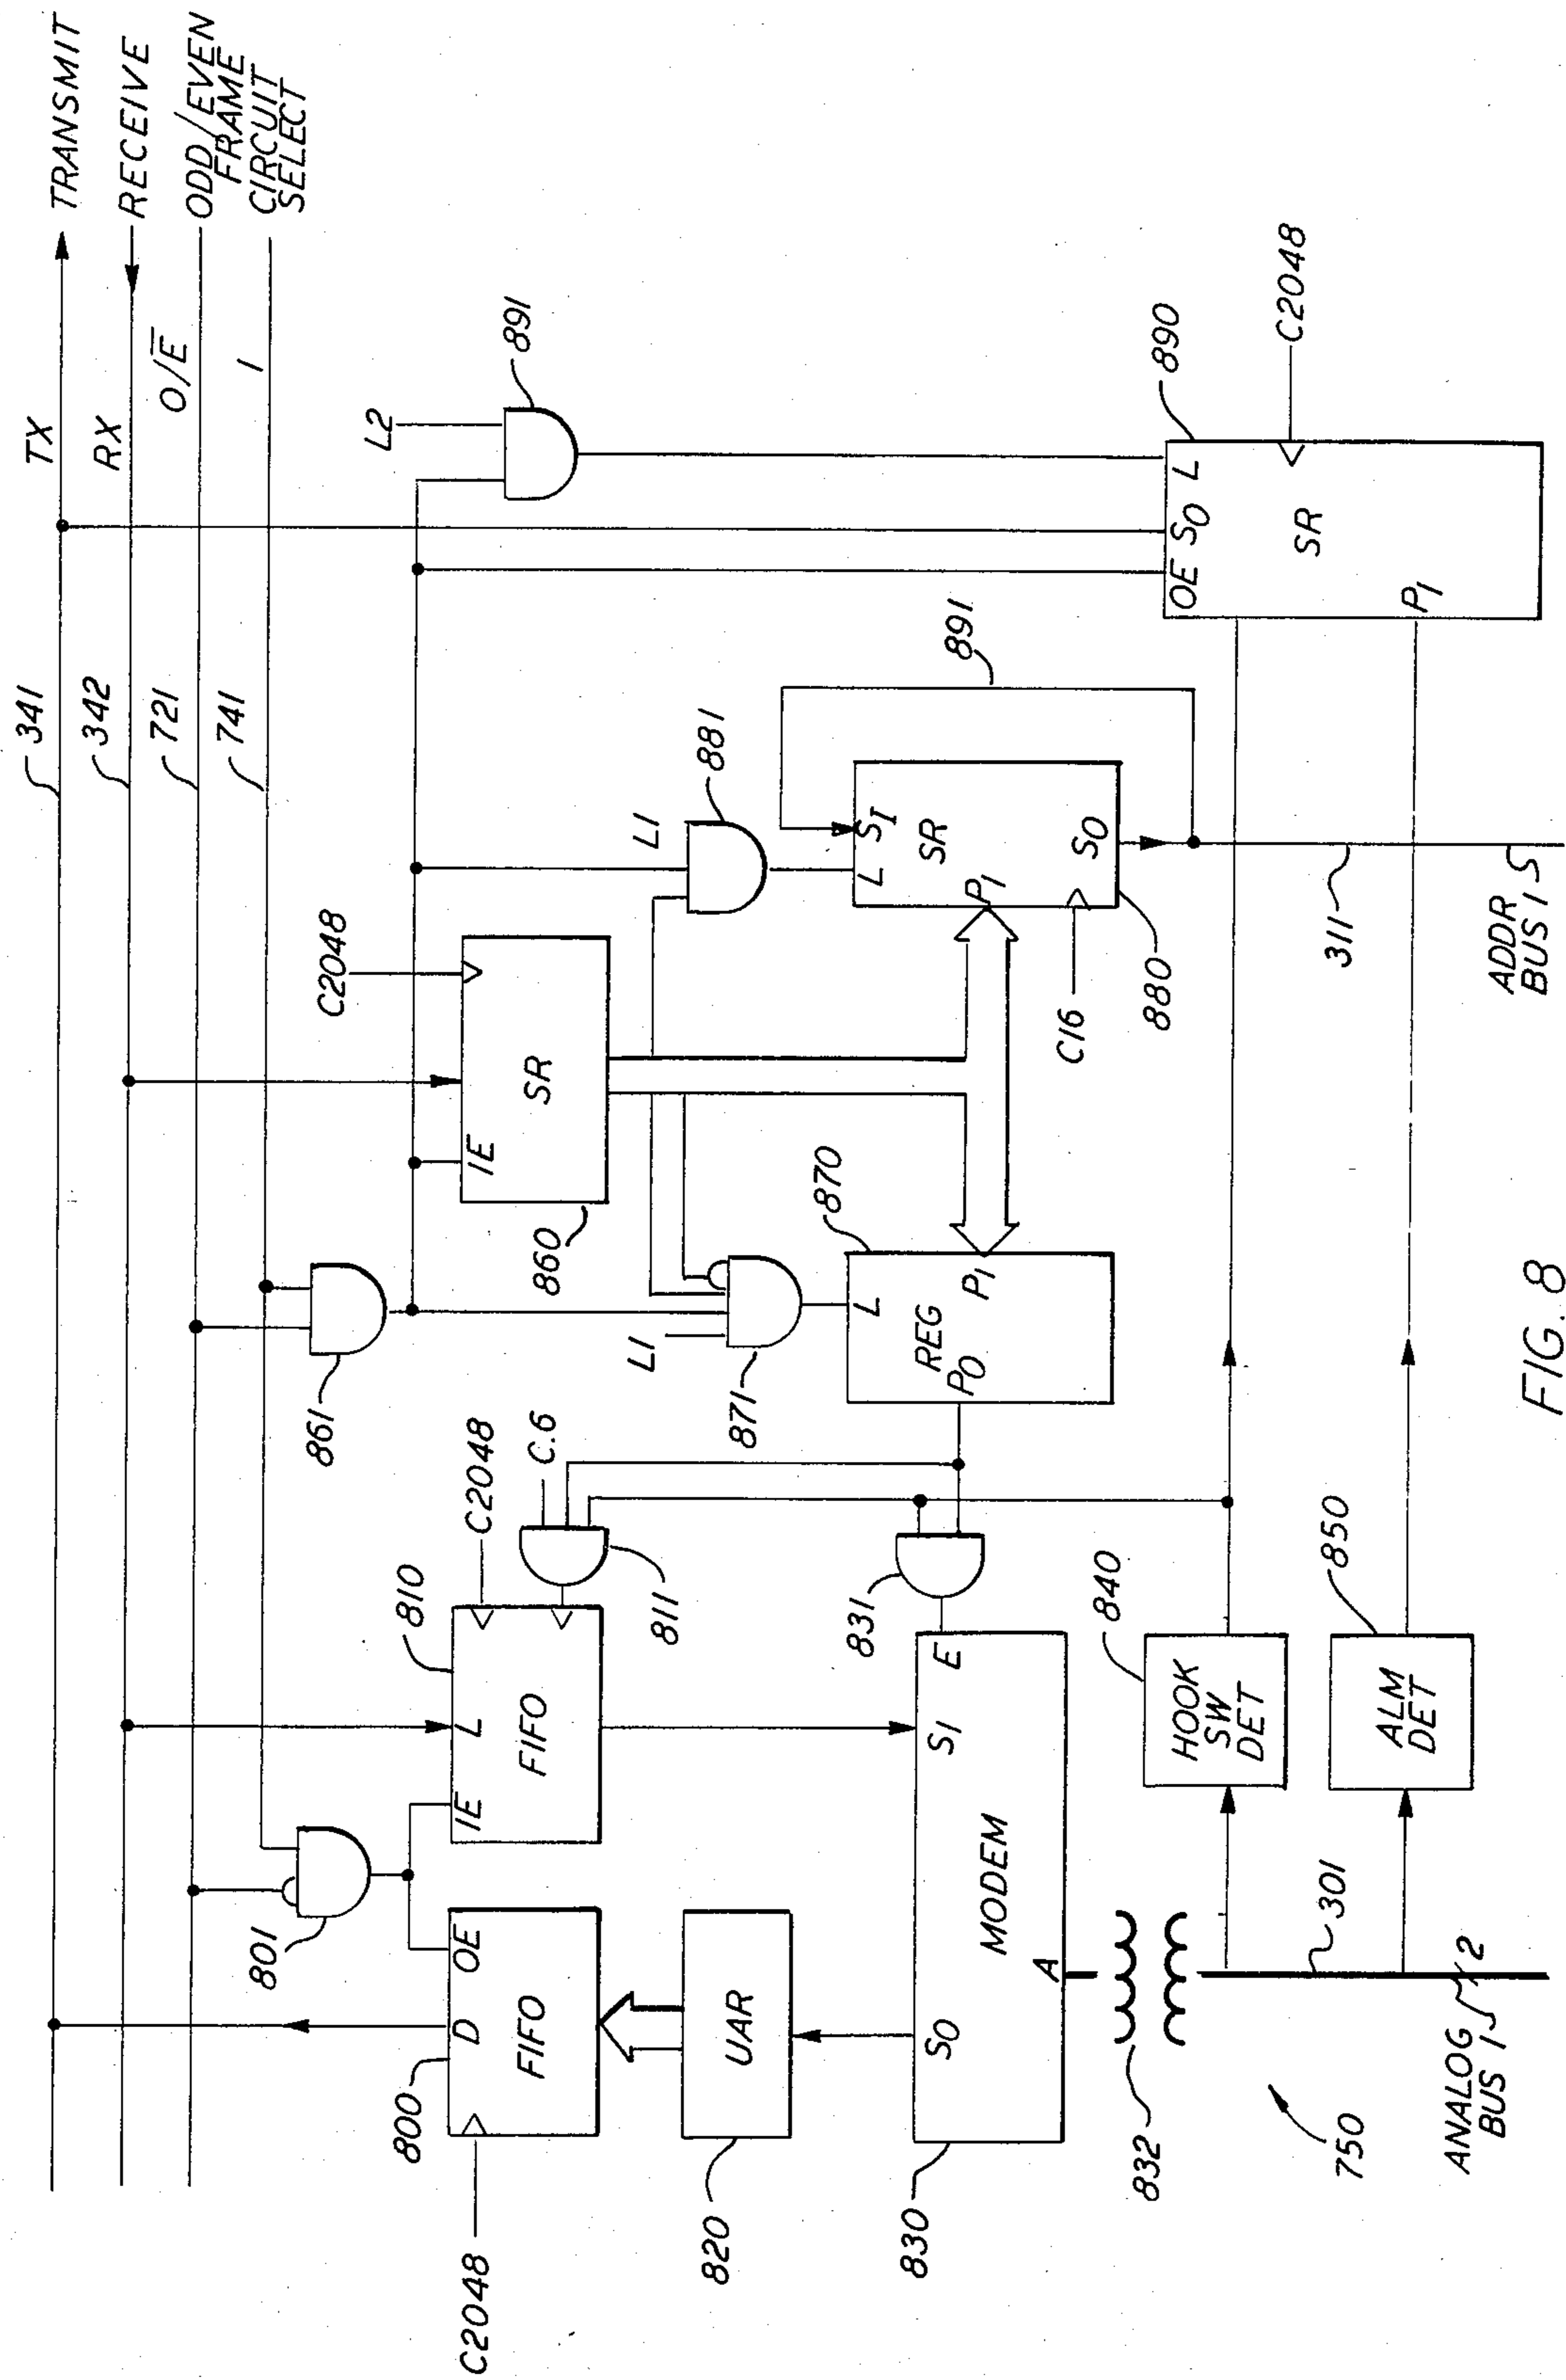 341
TX
TRANSMIT
342
RX
RECEIVE
721
O/E̅
ODD/EVEN
FRAME
741
1
CIRCUIT
SELECT
801
861
L2
891
C2048
800
D
OE
FIFO
810
IE
L
FIFO
C2048
C.6
811
860
IE
SR
C2048
L1
871
L1
881
820
UAR
870
L
REG
PO
PI
L
SI
SR
PI
SO
C16
880
891
830
SO
SI
E
MODEM
A
831
832
840
HOOK
SW
DET
850
ALM
DET
890
OE
SO
L
SR
PI
C2048
301
2
ANALOG
BUS 1
750
311
ADDR
BUS 1
FIG. 8